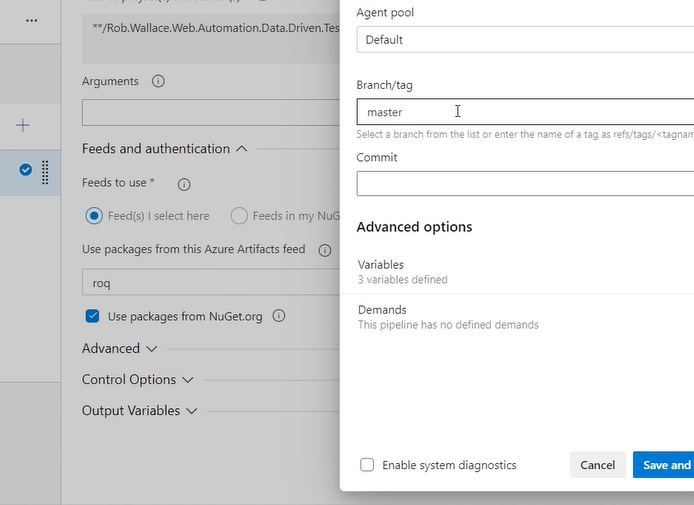 **/Rob.Wallace.Web.Automation.Data.Driven.Tes
Arguments
Feeds and authentication
Feeds to use *
Feed(s) I select here
Feeds in my NuG
Use packages from this Azure Artifacts feed
roq
Use packages from NuGet.org
Advanced
Control Options
Output Variables
Agent pool
Default
Branch/tag
master
Select a branch from the list or enter the name of a tag as refs/tags/<tagnam
Commit
Advanced options
Variables
3 variables defined
Demands
This pipeline has no defined demands
Enable system diagnostics
Cancel
Save and